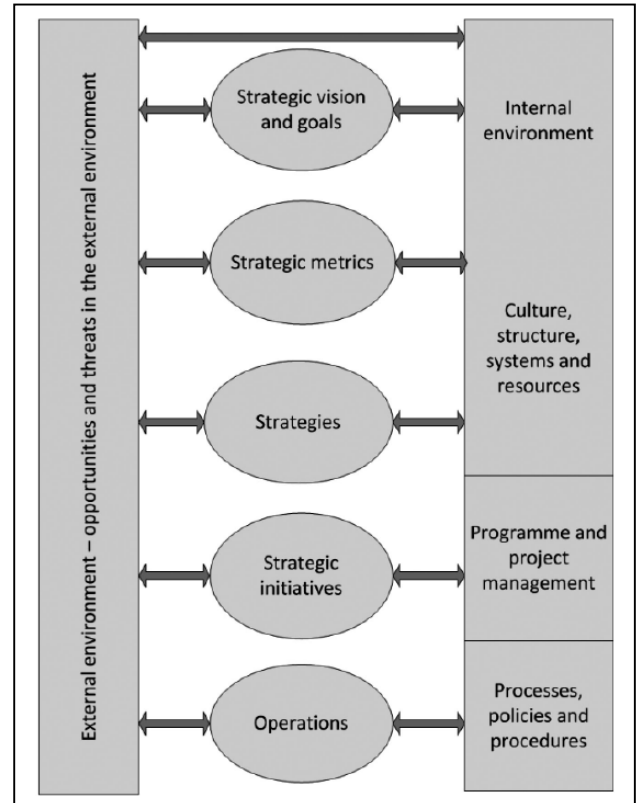 External environment – opportunities and threats in the external environment
Strategic vision
and goals
Internal
environment
Strategic metrics
Culture,
structure,
systems and
resources
Strategies
Programme and
project
management
Strategic
initiatives
Processes,
policies and
procedures
Operations